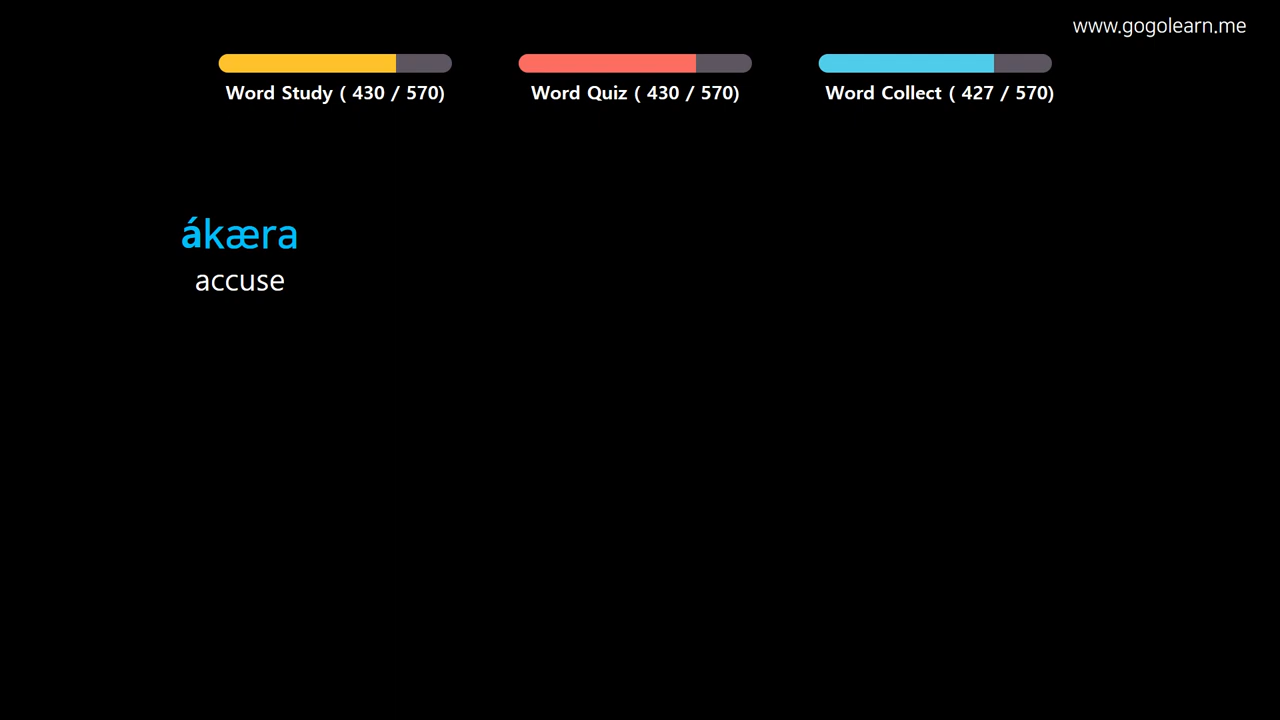 www.gogolearn.me
Word Study ( 430 / 570)
Word Quiz ( 430 / 570)
Word Collect ( 427 / 570)
ákæra
accuse